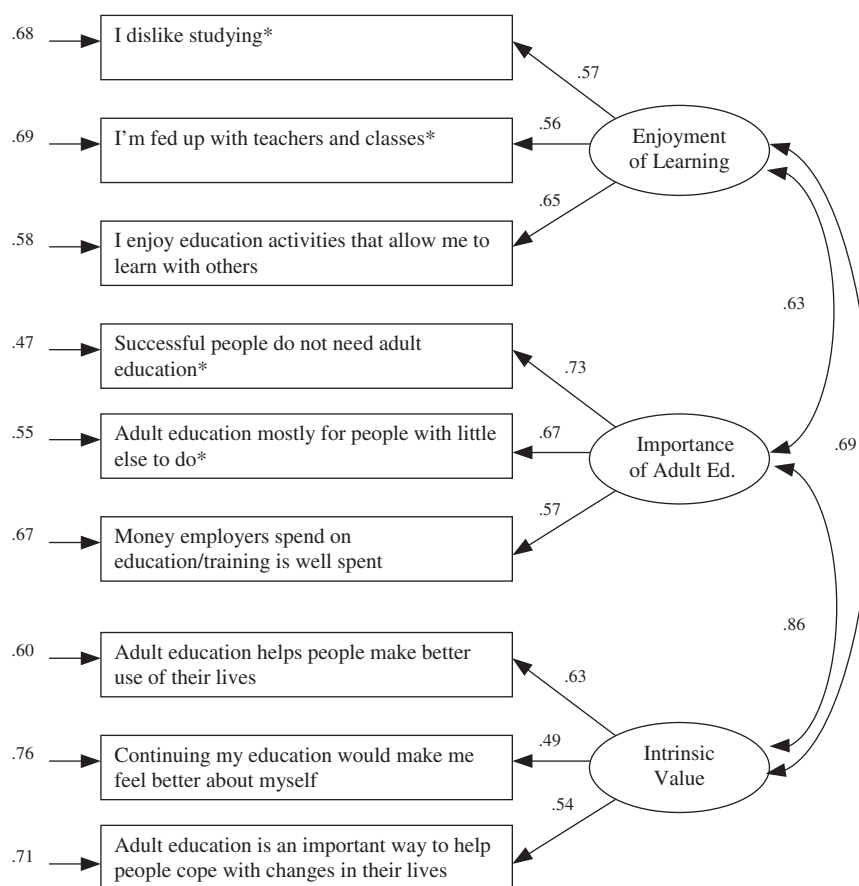 .68
I dislike studying*
.57
.69
I'm fed up with teachers and classes*
.56
Enjoyment
of Learning
.65
.58
I enjoy education activities that allow me to
learn with others
.63
.47
Successful people do not need adult
education*
.73
.55
Adult education mostly for people with little
else to do*
.67
Importance
of Adult Ed.
.69
.57
.67
Money employers spend on
education/training is well spent
.86
.60
Adult education helps people make better
use of their lives
.63
.76
Continuing my education would make me
feel better about myself
.49
Intrinsic
Value
.54
.71
Adult education is an important way to help
people cope with changes in their lives